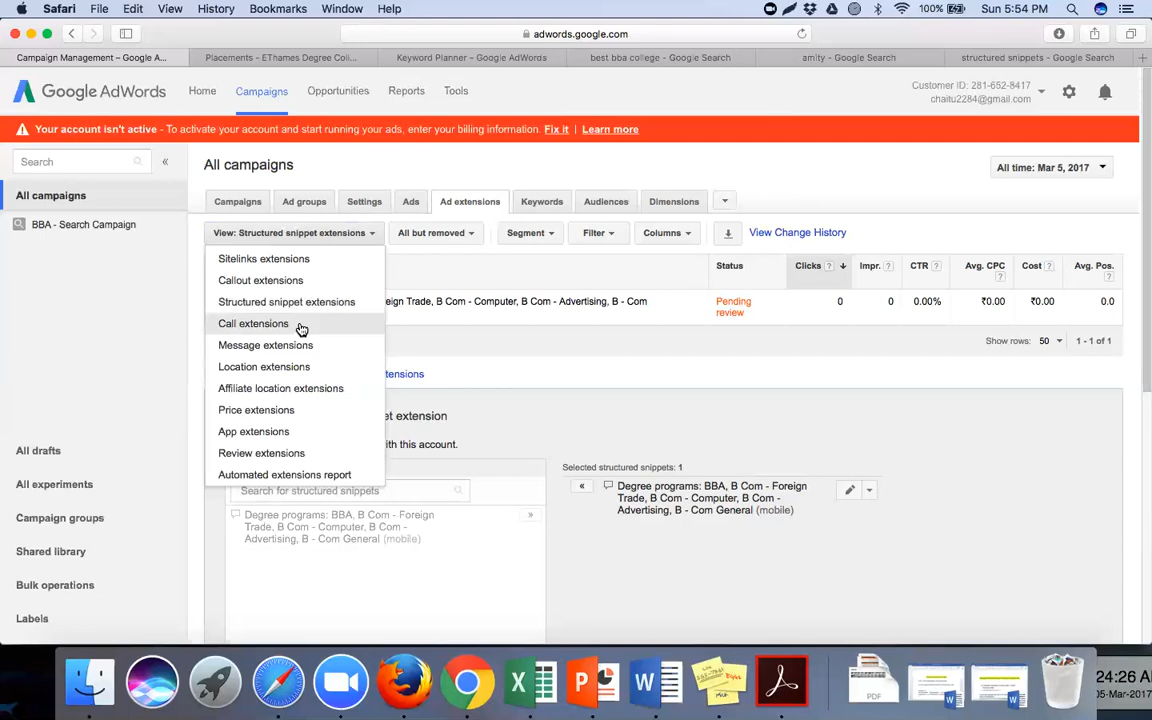 Safari File Edit View History Bookmarks Window Help 100% Sun 5:54 PM
adwords.google.com
Campaign Management – Google A... Placements - EThames Degree Coll... Keyword Planner – Google AdWords best bba college - Google Search amity - Google Search structured snippets - Google Search
Google AdWords Home Campaigns Opportunities Reports Tools
Customer ID: 281-652-8417
chaitu2284@gmail.com
Your account isn't active - To activate your account and start running your ads, enter your billing information. Fix it | Learn more
Search «
All campaigns
All time: Mar 5, 2017
All campaigns
BBA - Search Campaign
Campaigns Ad groups Settings Ads Ad extensions Keywords Audiences Dimensions
View: Structured snippet extensions All but removed Segment Filter Columns View Change History
Sitelinks extensions
Callout extensions
Structured snippet extensions
Call extensions
Message extensions
Location extensions
Affiliate location extensions
Price extensions
App extensions
Review extensions
Automated extensions report
Status Clicks ? Impr. ? CTR ? Avg. CPC ? Cost ? Avg. Pos. ?
eign Trade, B Com - Computer, B Com - Advertising, B - Com
Pending review
0 0 0.00% ₹0.00 ₹0.00 0.0
Show rows: 50 1 - 1 of 1
tensions
et extension
ith this account.
Search for structured snippets
Degree programs: BBA, B Com - Foreign
Trade, B Com - Computer, B Com -
Advertising, B - Com General (mobile)
»
Selected structured snippets: 1
«
Degree programs: BBA, B Com - Foreign
Trade, B Com - Computer, B Com -
Advertising, B - Com General (mobile)
All drafts
All experiments
Campaign groups
Shared library
Bulk operations
Labels
X P W
PDF
W W
24:26
05-Mar-2017